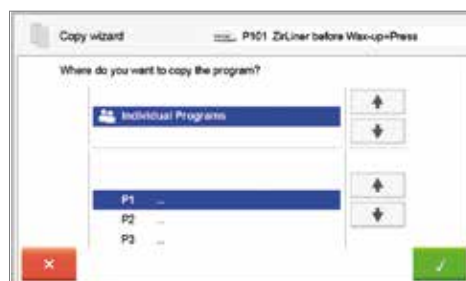 Copy wizard P101 ZirLiner before Wax-up+Press
Where do you want to copy the program?
Individual Programs
P1 ...
P2 ...
P3 ...